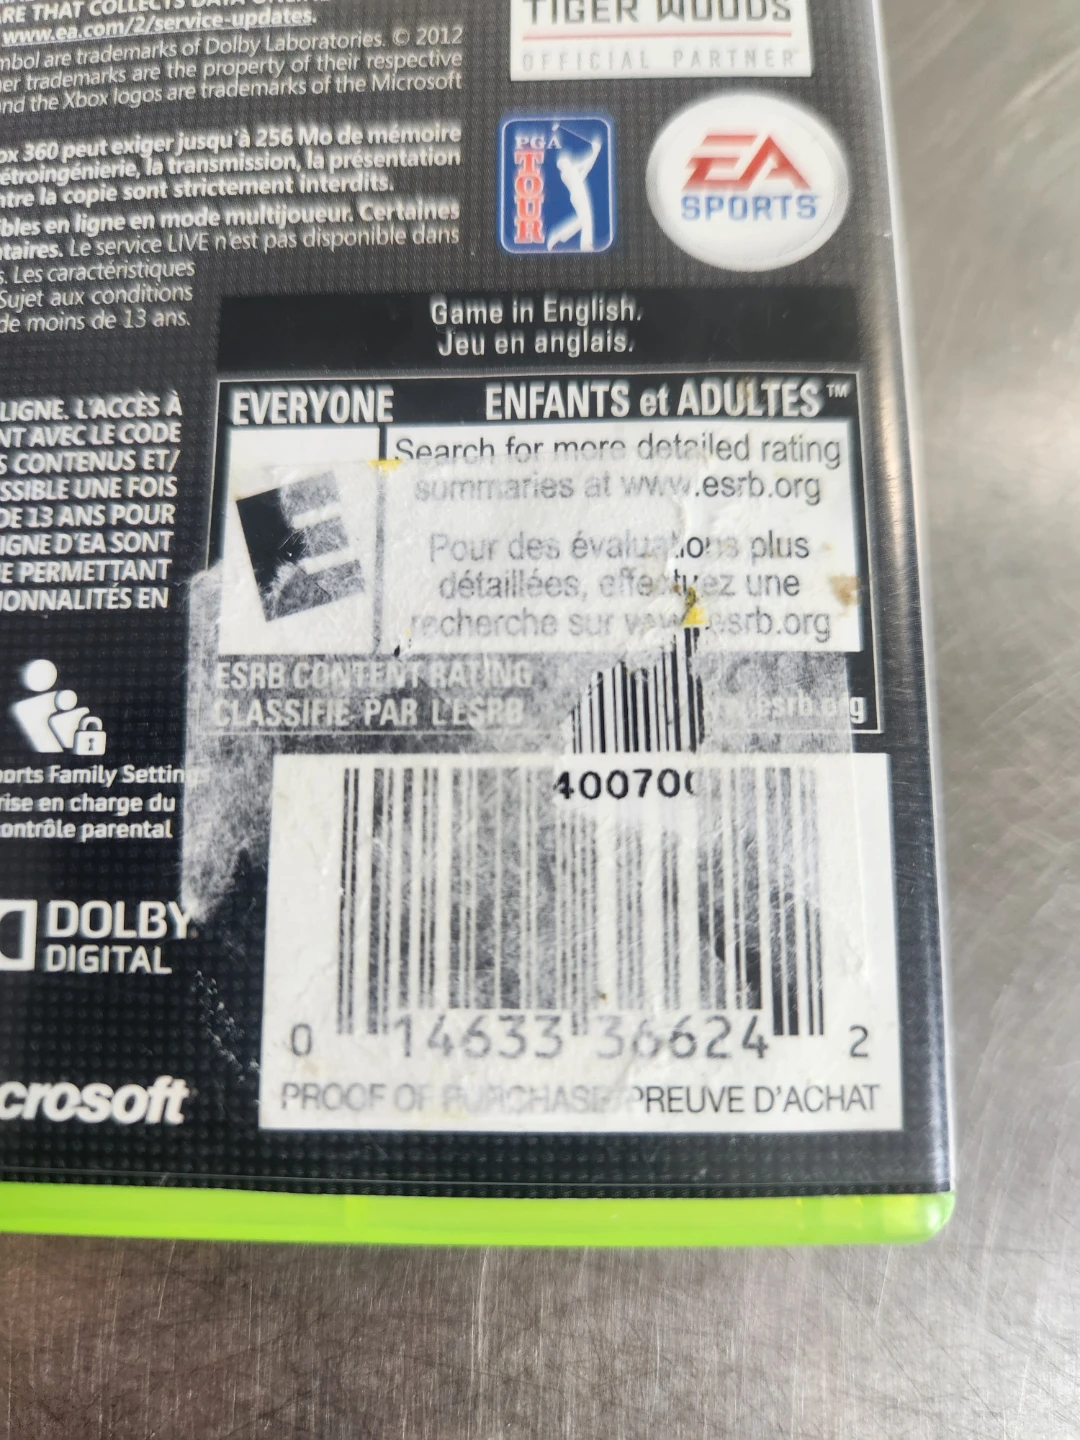 ARE THAT COLLECTS DATA
www.ea.com/2/service-updates.
mbol are trademarks of Dolby Laboratories. © 2012
er trademarks are the property of their respective
nd the Xbox logos are trademarks of the Microsoft
ox 360 peut exiger jusqu'à 256 Mo de mémoire
étroingénierie, la transmission, la présentation
ntre la copie sont strictement interdits.
bles en ligne en mode multijoueur. Certaines
taires. Le service LIVE n'est pas disponible dans
s. Les caractéristiques
Sujet aux conditions
de moins de 13 ans.
TIGER WOODS
OFFICIAL PARTNER
PGA
TOUR
EA
SPORTS
Game in English.
Jeu en anglais.
LIGNE. L'ACCÈS À
NT AVEC LE CODE
S CONTENUS ET/
SSIBLE UNE FOIS
DE 13 ANS POUR
IGNE D'EA SONT
E PERMETTANT
IONNALITÉS EN
EVERYONE ENFANTS et ADULTES™
E
Search for more detailed rating
summaries at www.esrb.org
Pour des évaluations plus
détaillées, effectuez une
recherche sur www.esrb.org
ESRB CONTENT RATING
CLASSIFIÉ PAR L'ESRB
www.esrb.org
orts Family Settings
rise en charge du
ontrôle parental
DOLBY
DIGITAL
crosoft
400700
0 14633 36624 2
PROOF OF PURCHASE/PREUVE D'ACHAT